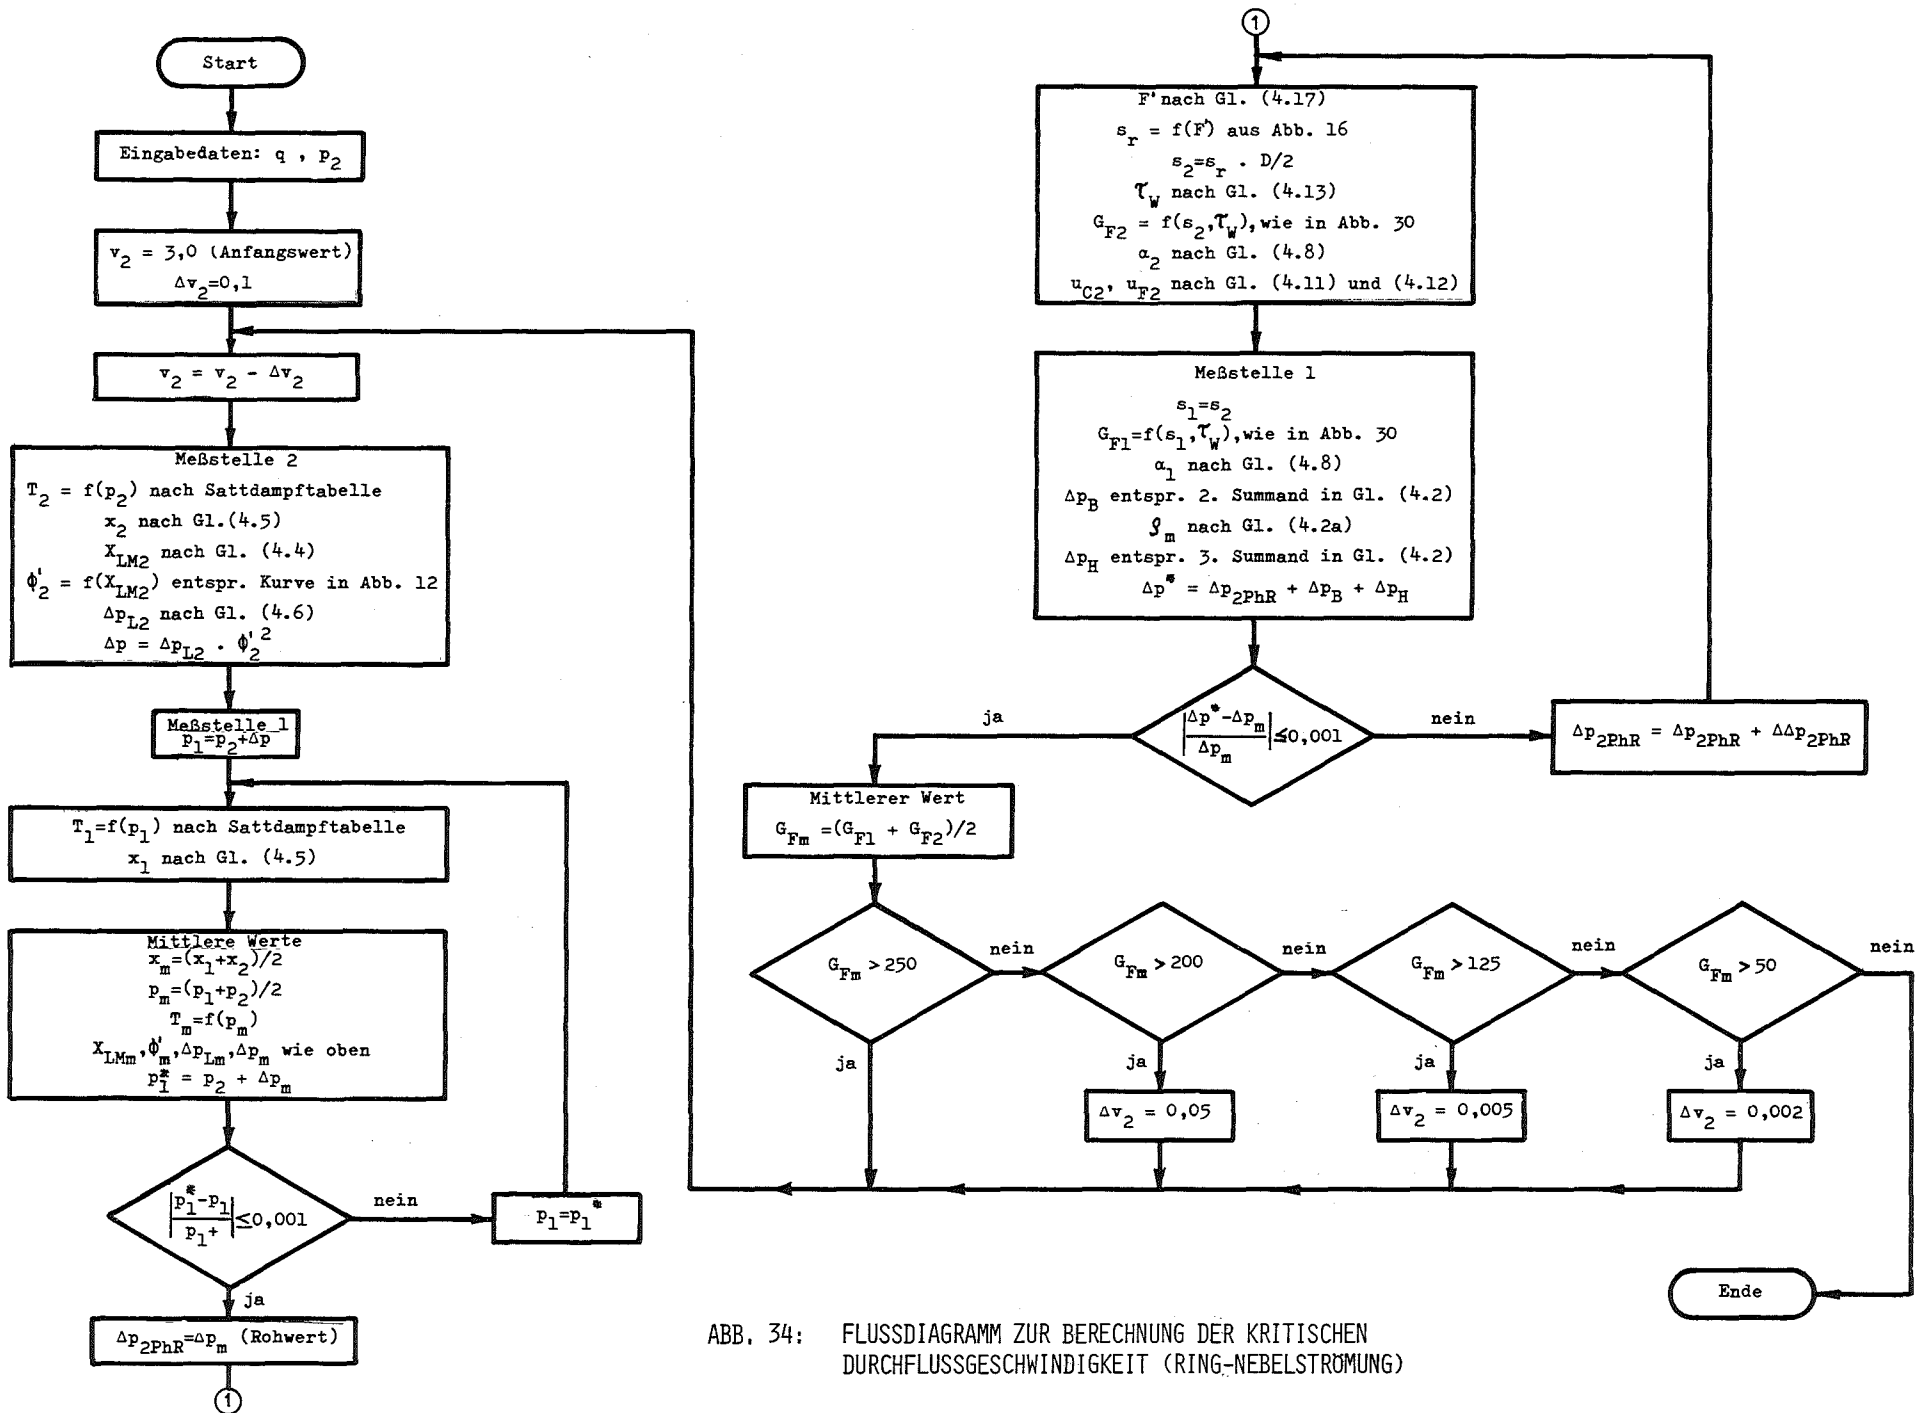 Start
Eingabedaten: q , p2
v2 = 3,0 (Anfangswert)
Δv2=0,1
v2 = v2 - Δv2
Meßstelle 2
T2 = f(p2) nach Sattdampftabelle
x2 nach Gl.(4.5)
XLM2 nach Gl. (4.4)
ϕ'2 = f(XLM2) entspr. Kurve in Abb. 12
ΔpL2 nach Gl. (4.6)
Δp = ΔpL2 . ϕ'2²
Meßstelle 1
p1=p2+Δp
T1=f(p1) nach Sattdampftabelle
x1 nach Gl. (4.5)
Mittlere Werte
xm=(x1+x2)/2
pm=(p1+p2)/2
Tm=f(pm)
XLMm,ϕ'm,ΔpLm,Δpm wie oben
p1* = p2 + Δpm
|p1*-p1 / p1+| ≤0,001
nein
p1=p1*
ja
Δp2PhR=Δpm (Rohwert)
1
1
F' nach Gl. (4.17)
sr = f(F') aus Abb. 16
s2=sr . D/2
τW nach Gl. (4.13)
GF2 = f(s2,τW),wie in Abb. 30
α2 nach Gl. (4.8)
uC2, uF2 nach Gl. (4.11) und (4.12)
Meßstelle 1
s1=s2
GF1=f(s1,τW),wie in Abb. 30
α1 nach Gl. (4.8)
ΔpB entspr. 2. Summand in Gl. (4.2)
ρm nach Gl. (4.2a)
ΔpH entspr. 3. Summand in Gl. (4.2)
Δp* = Δp2PhR + ΔpB + ΔpH
ja
|Δp*-Δpm / Δpm| ≤0,001
nein
Δp2PhR = Δp2PhR + ΔΔp2PhR
Mittlerer Wert
GFm =(GF1 + GF2)/2
GFm >250
nein
GFm >200
nein
GFm >125
nein
GFm >50
nein
ja
ja
ja
ja
Δv2 = 0,05
Δv2 = 0,005
Δv2 = 0,002
Ende
ABB. 34: FLUSSDIAGRAMM ZUR BERECHNUNG DER KRITISCHEN
DURCHFLUSSGESCHWINDIGKEIT (RING-NEBELSTRÖMUNG)